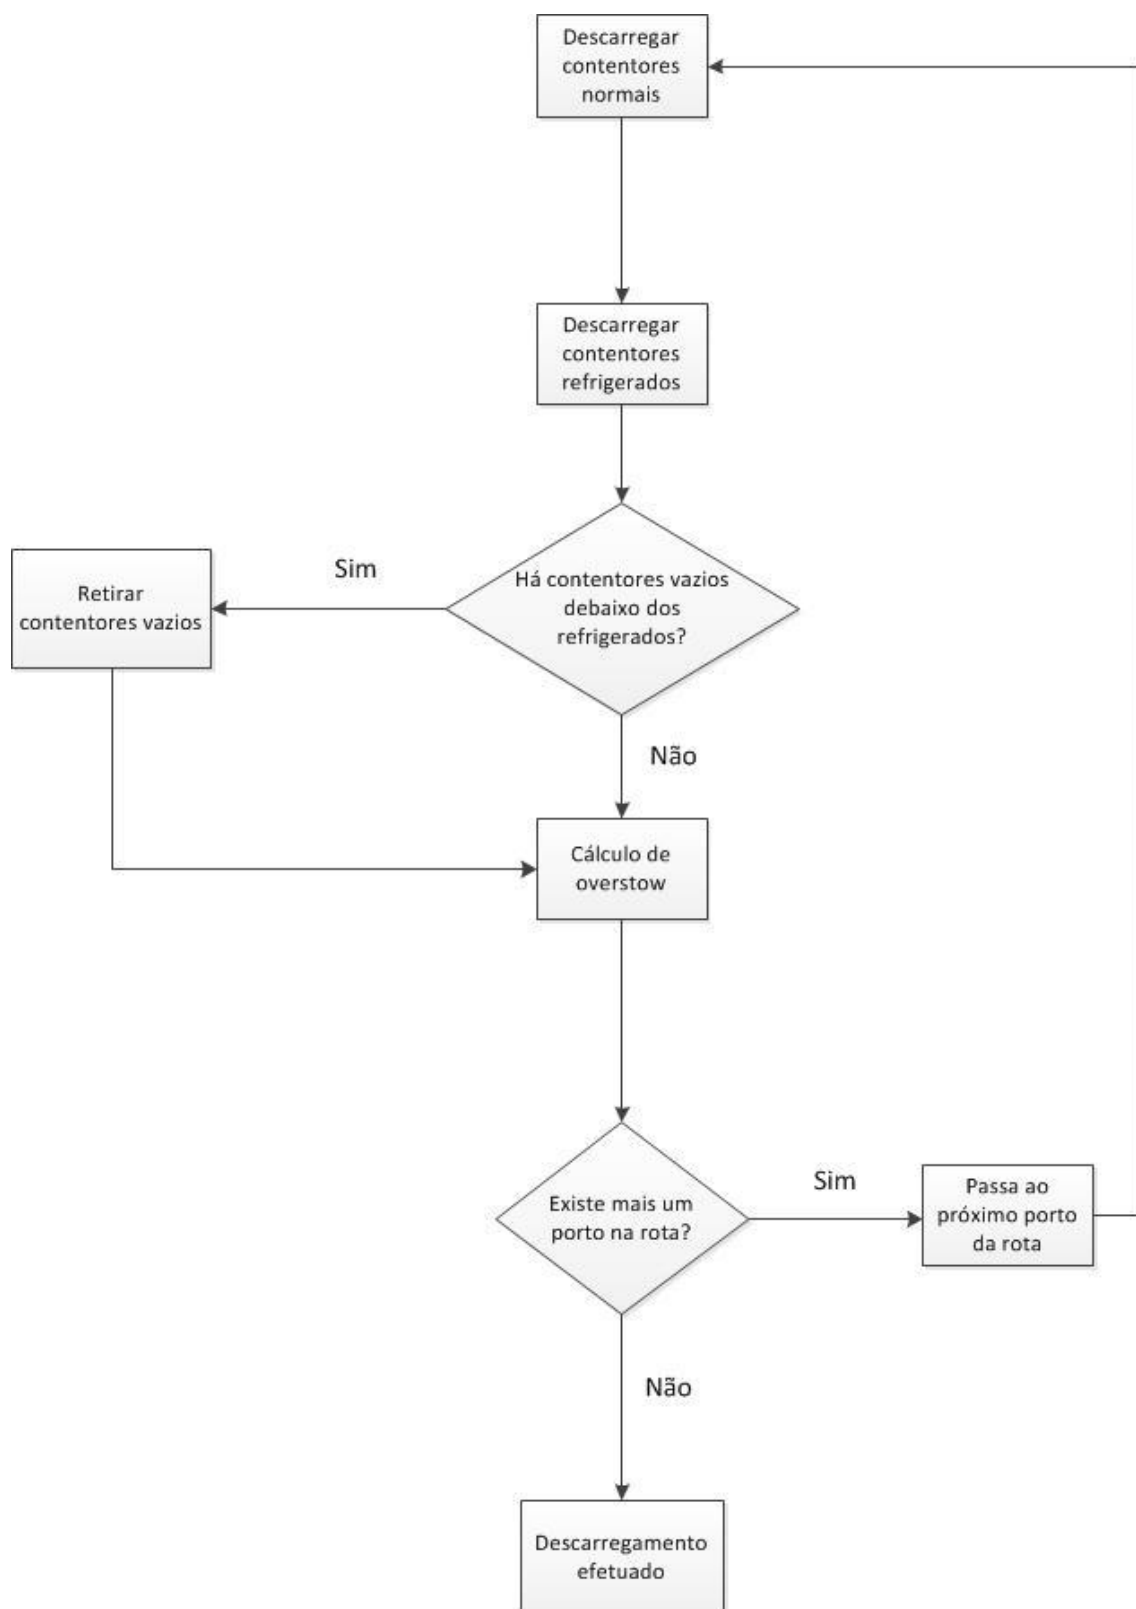 Descarregar
contentores
normais
Descarregar
contentores
refrigerados
Sim
Há contentores vazios
debaixo dos
refrigerados?
Retirar
contentores vazios
Não
Cálculo de
overstow
Sim
Existe mais um
porto na rota?
Passa ao
próximo porto
da rota
Não
Descarregamento
efetuado